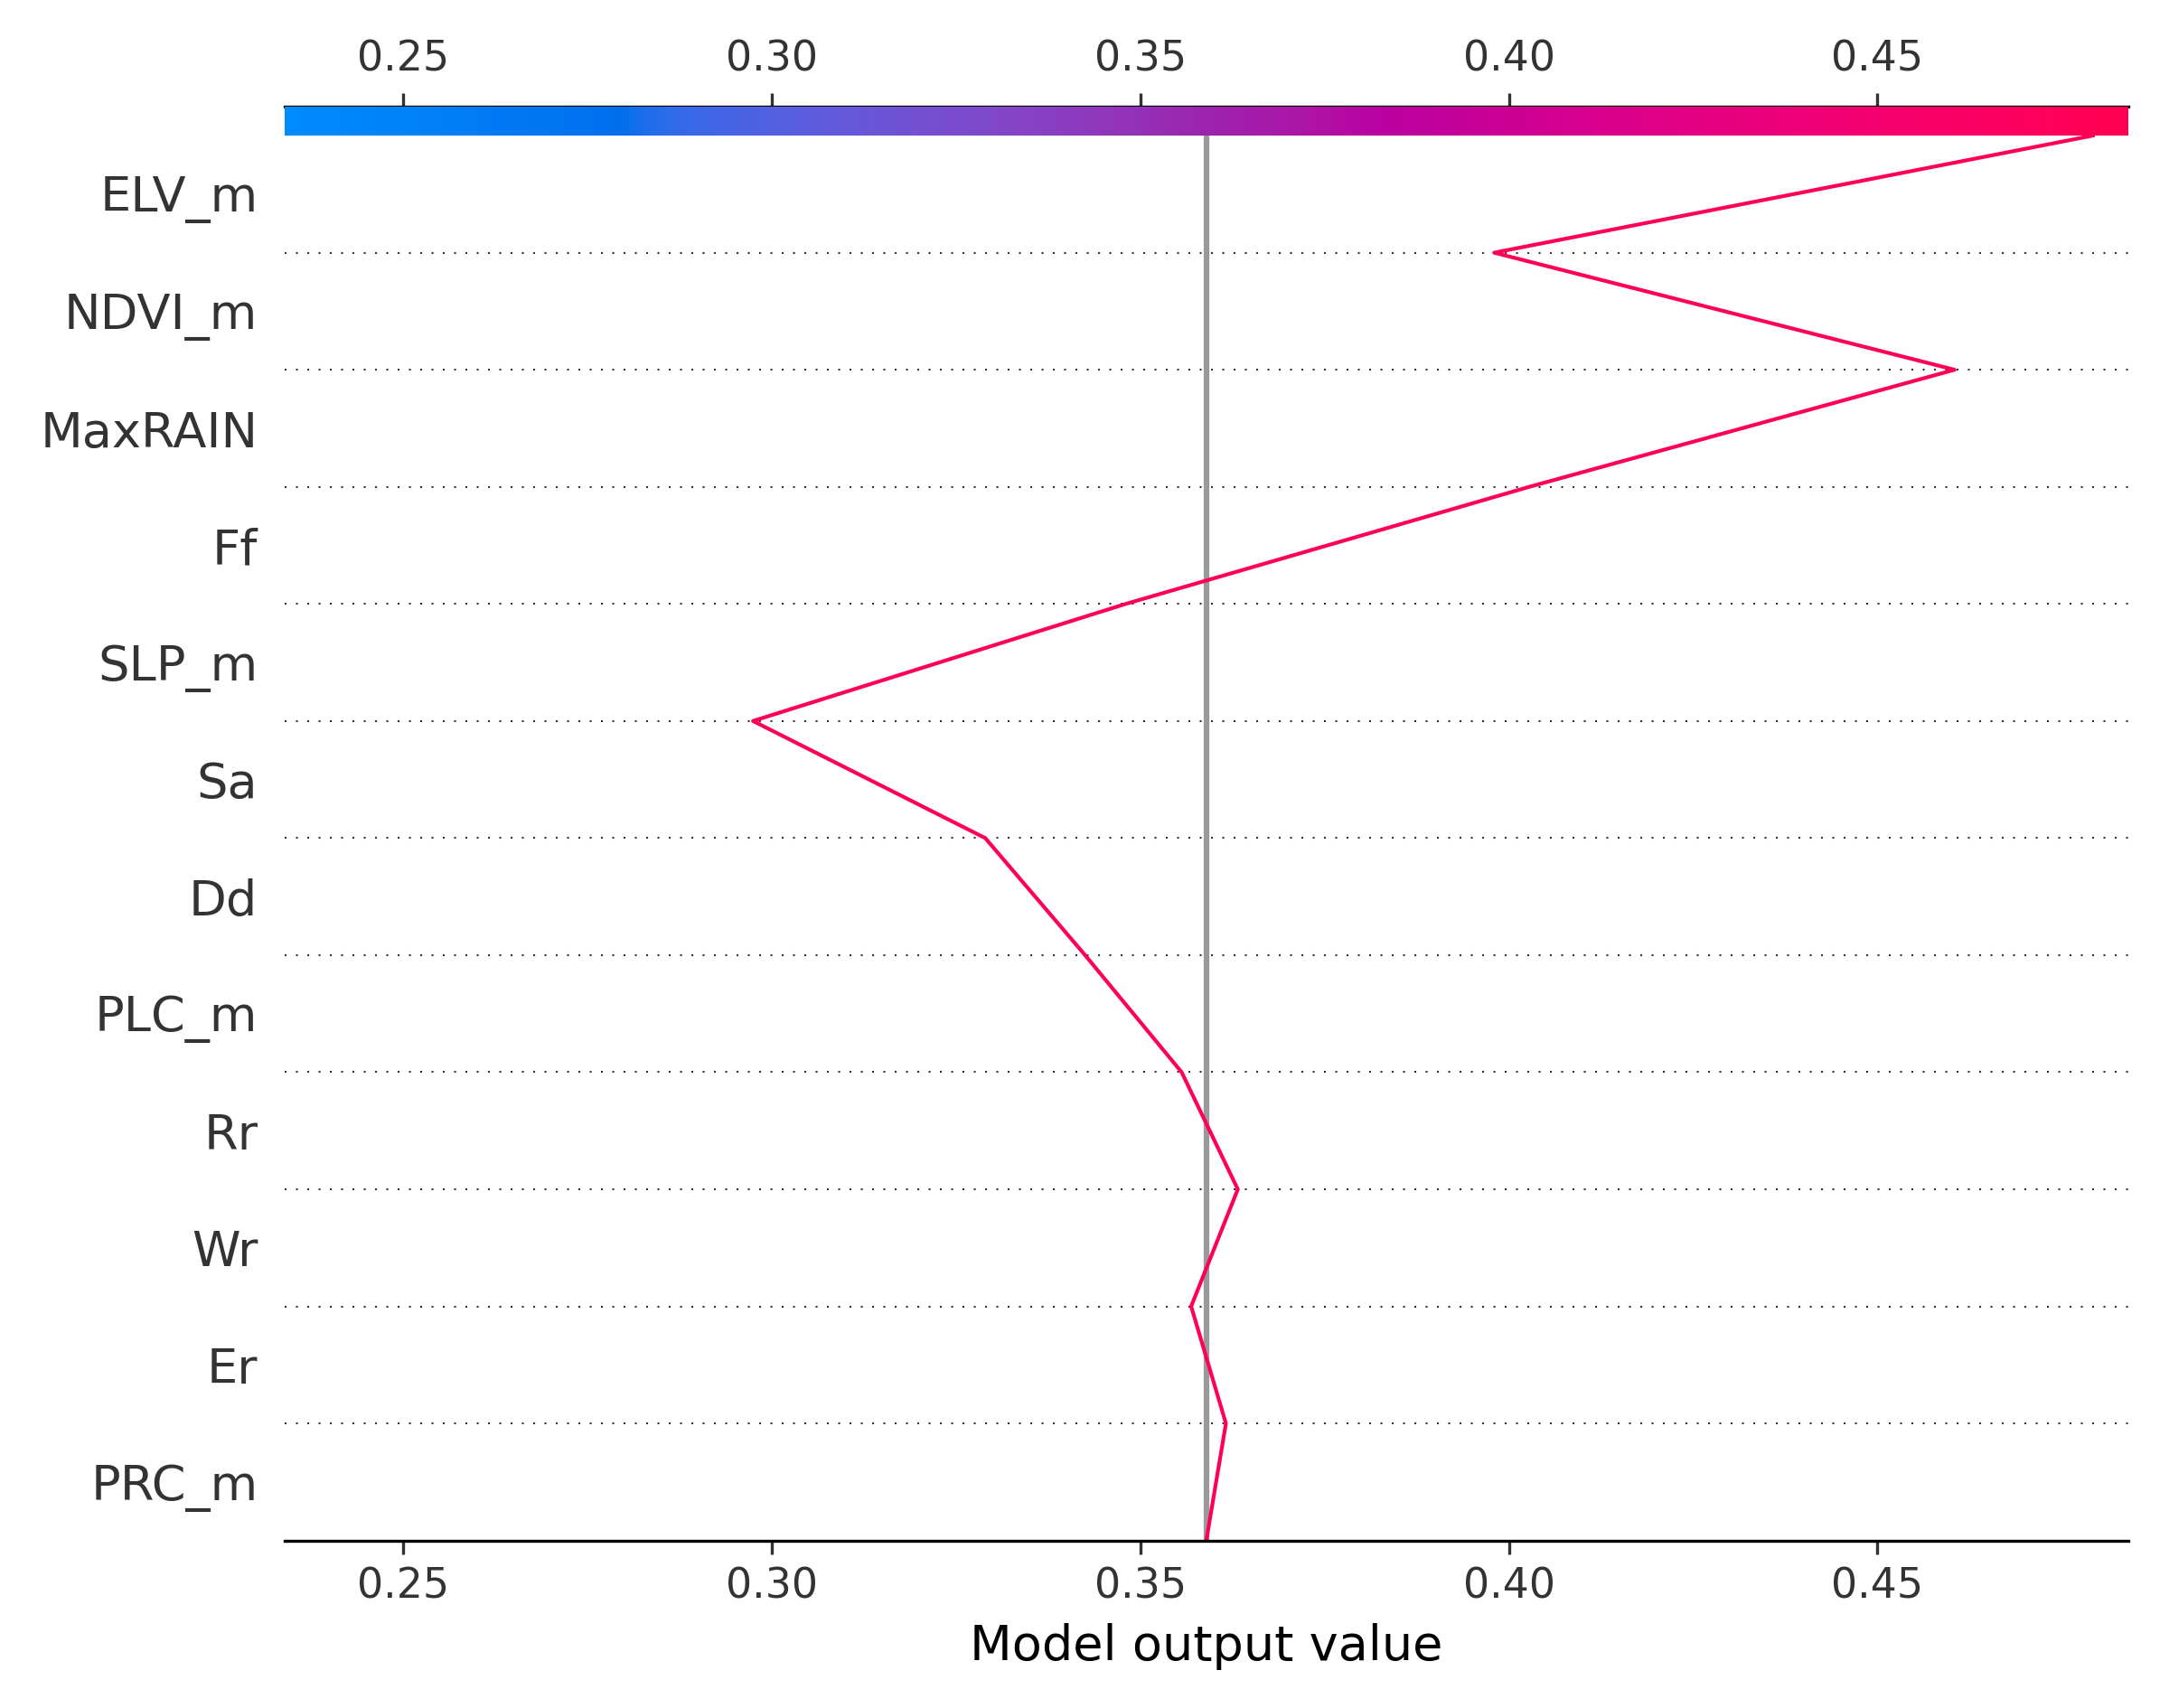 0.25 0.30 0.35 0.40 0.45
ELV_m
NDVI_m
MaxRAIN
Ff
SLP_m
Sa
Dd
PLC_m
Rr
Wr
Er
PRC_m
0.25 0.30 0.35 0.40 0.45
Model output value